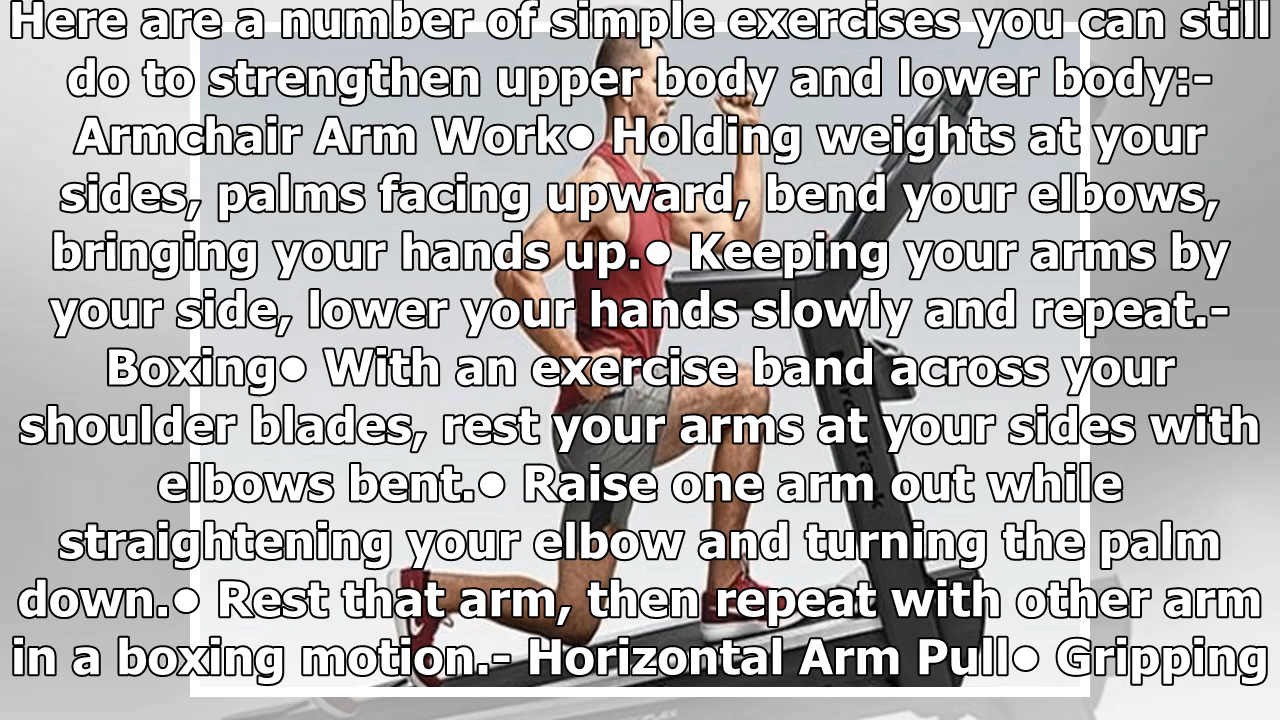 Here are a number of simple exercises you can still
do to strengthen upper body and lower body:-
Armchair Arm Work● Holding weights at your
sides, palms facing upward, bend your elbows,
bringing your hands up.● Keeping your arms by
your side, lower your hands slowly and repeat.-
Boxing● With an exercise band across your
shoulder blades, rest your arms at your sides with
elbows bent.● Raise one arm out while
straightening your elbow and turning the palm
down.● Rest that arm, then repeat with other arm
in a boxing motion.- Horizontal Arm Pull● Gripping